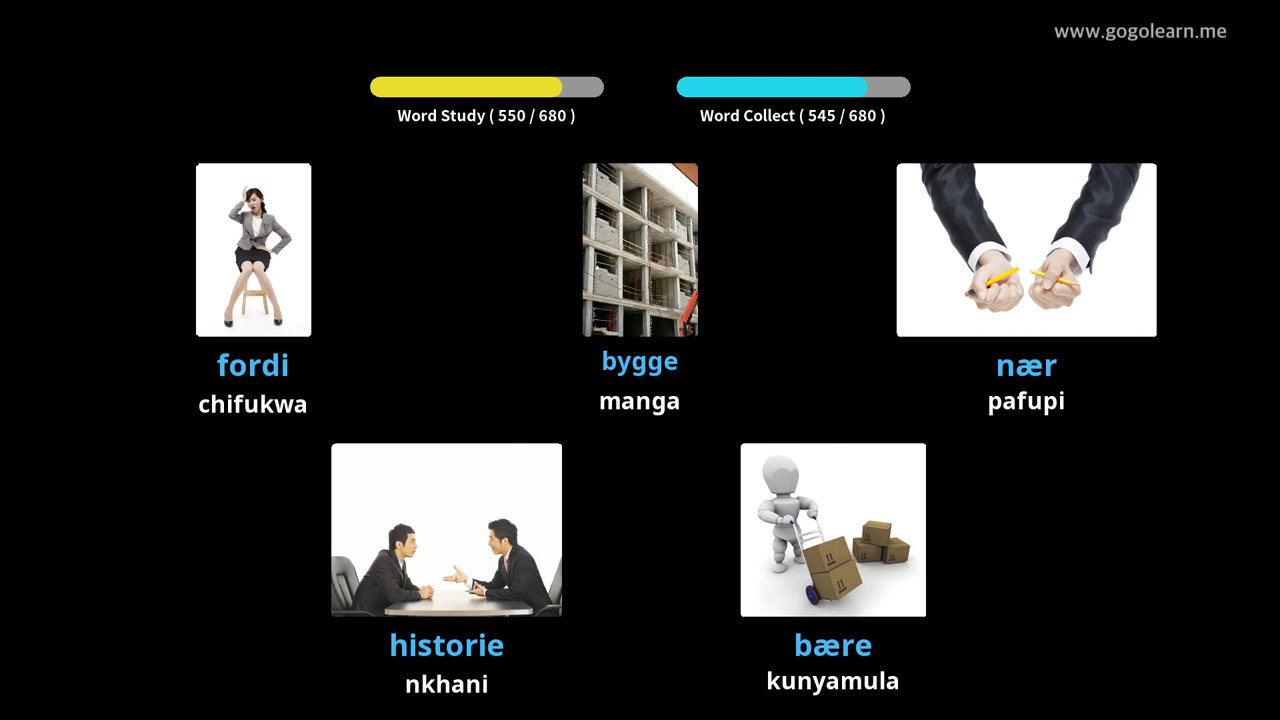 www.gogolearn.me
Word Study ( 550 / 680 )
Word Collect ( 545 / 680 )
fordi
chifukwa
bygge
manga
nær
pafupi
historie
nkhani
bære
kunyamula